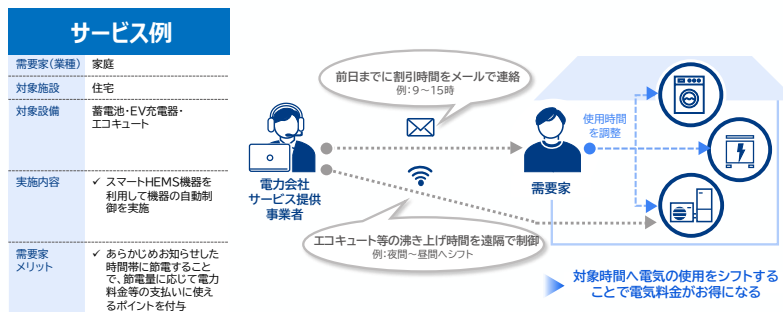 サービス例
需要家(業種) 家庭
対象施設 住宅
対象設備 蓄電池・EV充電器・
エコキュート
実施内容 ✓ スマートHEMS機器を
利用して機器の自動制
御を実施
需要家
メリット
✓ あらかじめお知らせした
時間帯に節電すること
で、節電量に応じて電力
料金等の支払いに使え
るポイントを付与
前日までに割引時間をメールで連絡
例:9~15時
電力会社
サービス提供
事業者
需要家
使用時間
を調整
エコキュート等の沸き上げ時間を遠隔で制御
例:夜間~昼間へシフト
対象時間へ電気の使用をシフトする
ことで電気料金がお得になる